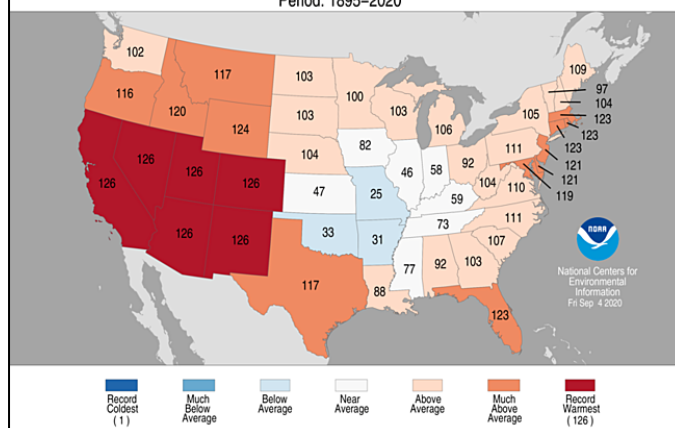 Period: 1895-2020
102
116
117
120
124
103
103
104
100
103
106
82
47
126
126
126
126
126
126
25
33
31
117
46
58
92
59
73
77
92
88
103
107
111
110
104
111
105
123
109
97
104
123
123
123
121
121
119
NOAA
National Centers for
Environmental
Information
Fri Sep 4 2020
Record
Coldest
(1)
Much
Below
Average
Below
Average
Near
Average
Above
Average
Much
Above
Average
Record
Warmest
(126)